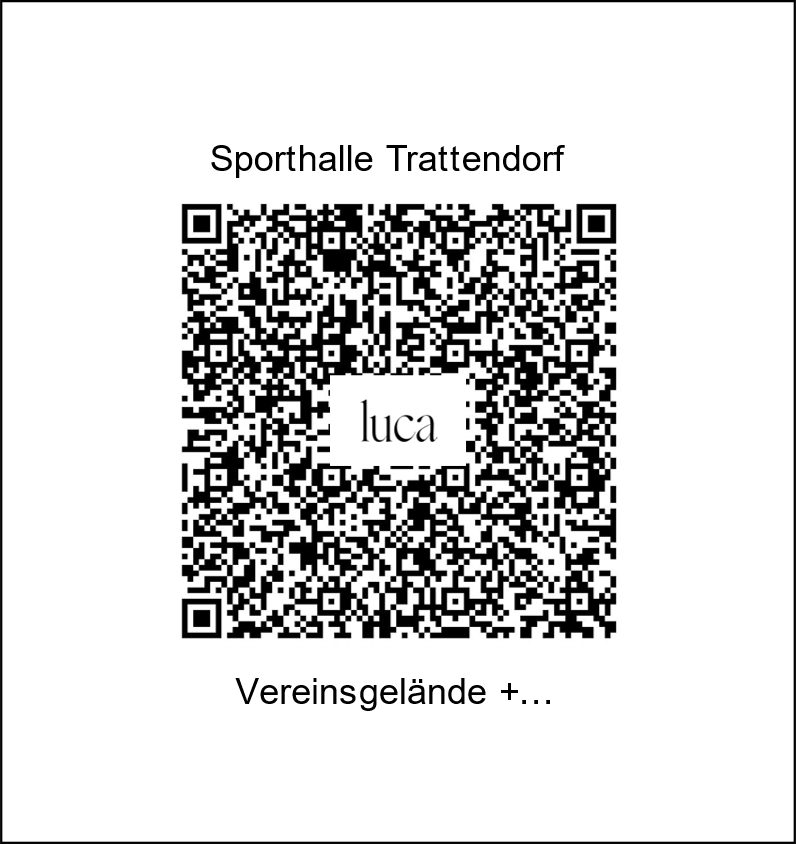 Sporthalle Trattendorf
luca
Vereinsgelände +...